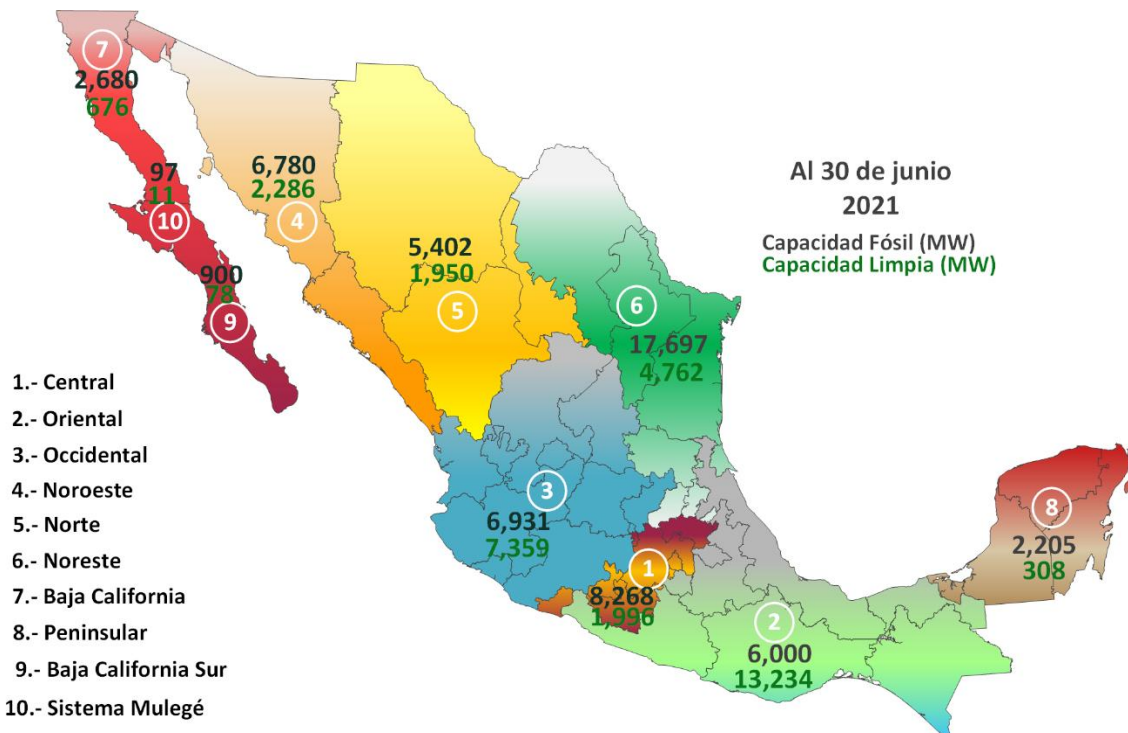 7
2,680
676
97
11
10
900
78
9
6,780
2,286
4
5,402
1,950
5
6
17,697
4,762
Al 30 de junio
2021
Capacidad Fósil (MW)
Capacidad Limpia (MW)
3
6,931
7,359
1
8,268
1,996
2
6,000
13,234
8
2,205
308
1.- Central
2.- Oriental
3.- Occidental
4.- Noroeste
5.- Norte
6.- Noreste
7.- Baja California
8.- Peninsular
9.- Baja California Sur
10.- Sistema Mulegé